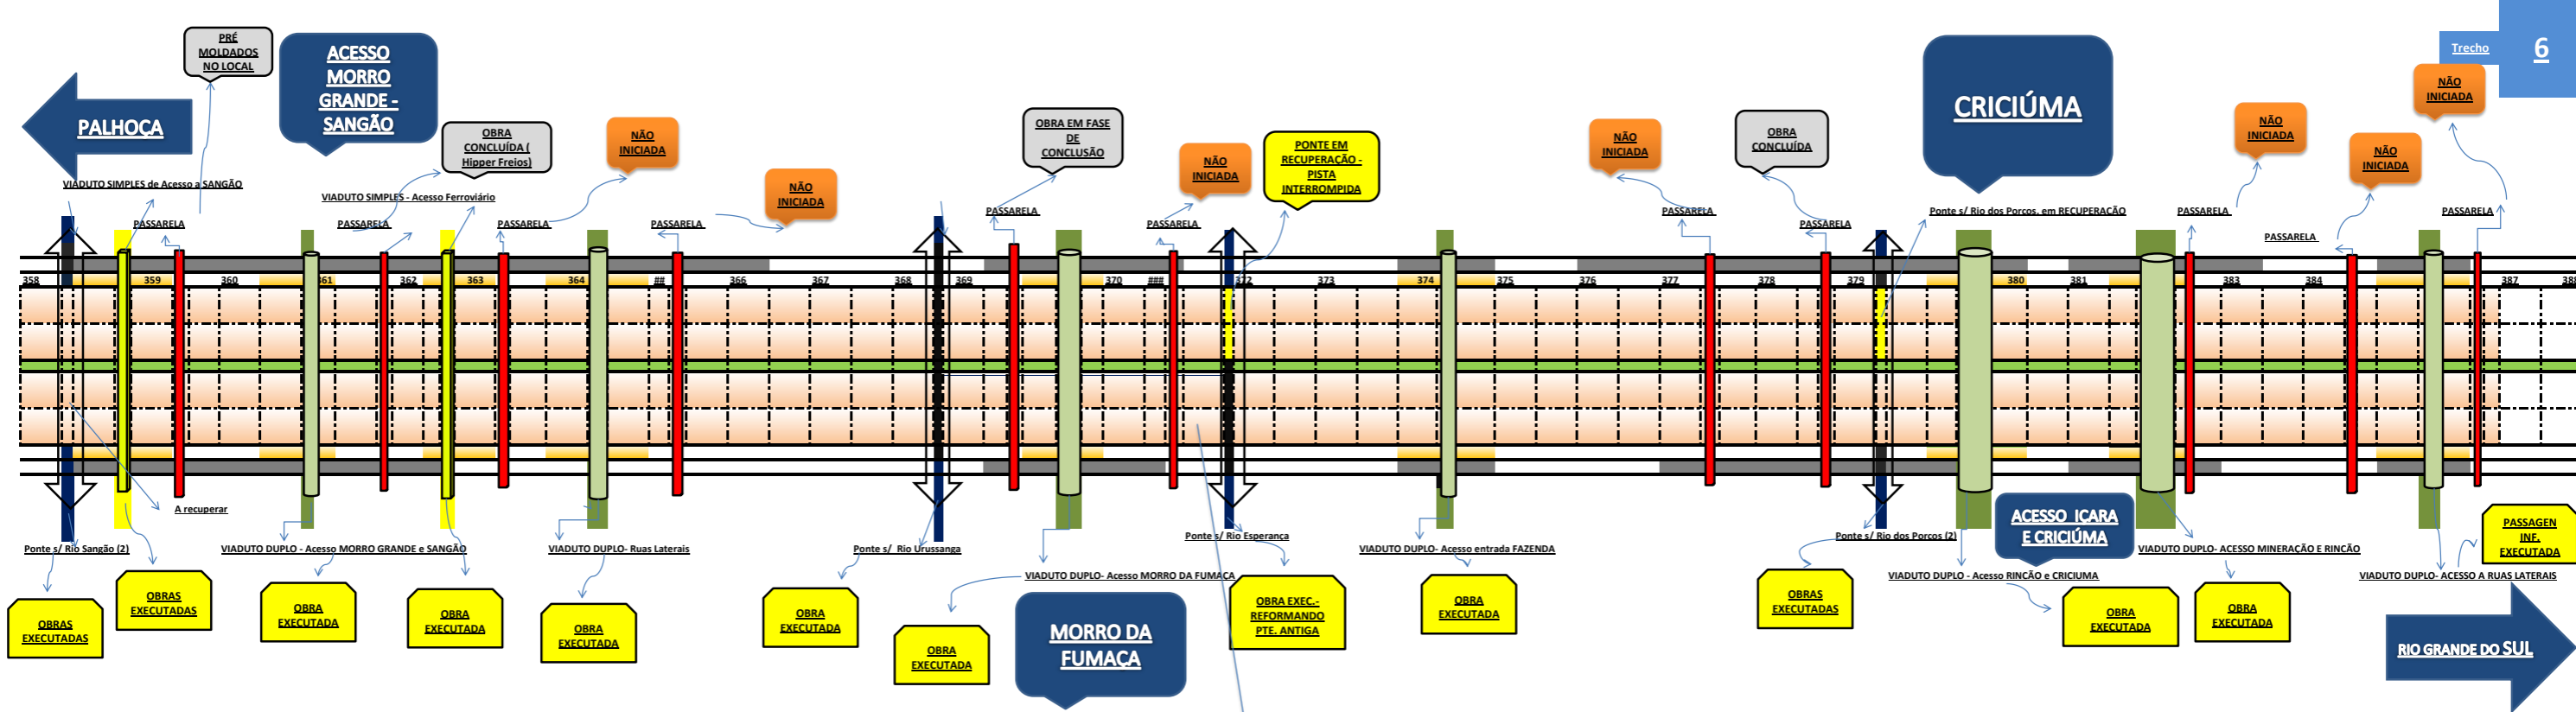 Trecho
6
PRÉ
MOLDADOS
NO LOCAL
ACESSO
MORRO
GRANDE -
SANGÃO
PALHOÇA
OBRA
CONCLUÍDA (
Hipper Freios)
NÃO
INICIADA
NÃO
INICIADA
OBRA EM FASE
DE
CONCLUSÃO
NÃO
INICIADA
PONTE EM
RECUPERAÇÃO -
PISTA
INTERROMPIDA
NÃO
INICIADA
OBRA
CONCLUÍDA
CRICIÚMA
NÃO
INICIADA
NÃO
INICIADA
NÃO
INICIADA
VIADUTO SIMPLES de Acesso a SANGÃO
VIADUTO SIMPLES - Acesso Ferroviário
PASSARELA
PASSARELA
PASSARELA
PASSARELA
PASSARELA
PASSARELA
PASSARELA
PASSARELA
Ponte s/ Rio dos Porcos, em RECUPERAÇÃO
PASSARELA
PASSARELA
PASSARELA
358 359 360 361 362 363 364 ## 366 367 368 369 370 ### 372 373 374 375 376 377 378 379 380 381 383 384 387 388
A recuperar
Ponte s/ Rio Sangão (2)
VIADUTO DUPLO - Acesso MORRO GRANDE e SANGÃO
VIADUTO DUPLO- Ruas Laterais
Ponte s/ Rio Urussanga
Ponte s/ Rio Esperança
VIADUTO DUPLO- Acesso entrada FAZENDA
Ponte s/ Rio dos Porcos (2)
ACESSO IÇARA
E CRICIÚMA
VIADUTO DUPLO- ACESSO MINERAÇÃO E RINCÃO
PASSAGEN
INF.
EXECUTADA
VIADUTO DUPLO- Acesso MORRO DA FUMAÇA
VIADUTO DUPLO - Acesso RINCÃO e CRICIUMA
VIADUTO DUPLO- ACESSO A RUAS LATERAIS
OBRAS
EXECUTADAS
OBRAS
EXECUTADAS
OBRA
EXECUTADA
OBRA
EXECUTADA
OBRA
EXECUTADA
OBRA
EXECUTADA
OBRA
EXECUTADA
MORRO DA
FUMAÇA
OBRA EXEC.-
REFORMANDO
PTE. ANTIGA
OBRA
EXECUTADA
OBRAS
EXECUTADAS
OBRA
EXECUTADA
OBRA
EXECUTADA
RIO GRANDE DO SUL